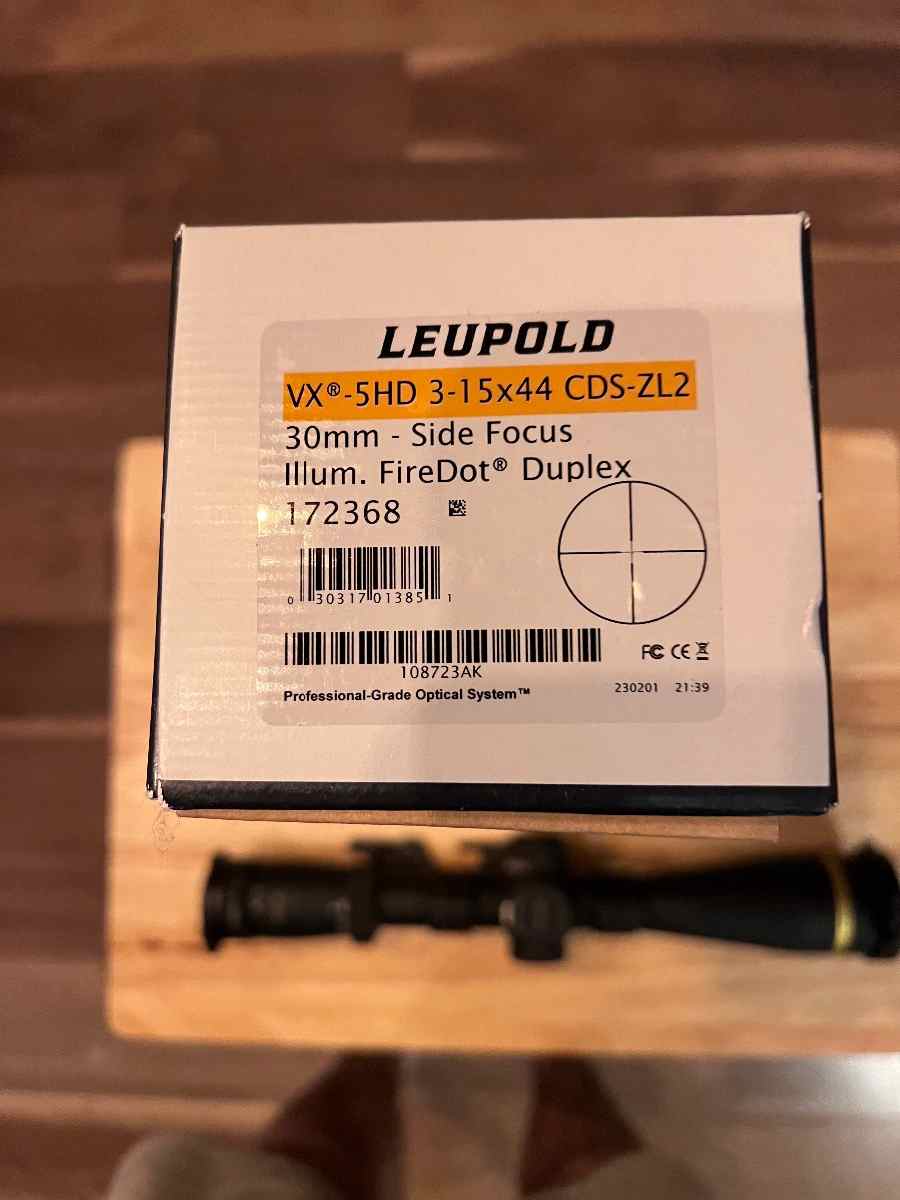 LEUPOLD
VX®-5HD 3-15x44 CDS-ZL2
30mm - Side Focus
Illum. FireDot® Duplex
172368
0 30317 01385 1
108723AK
FC CE
Professional-Grade Optical System™
230201 21:39